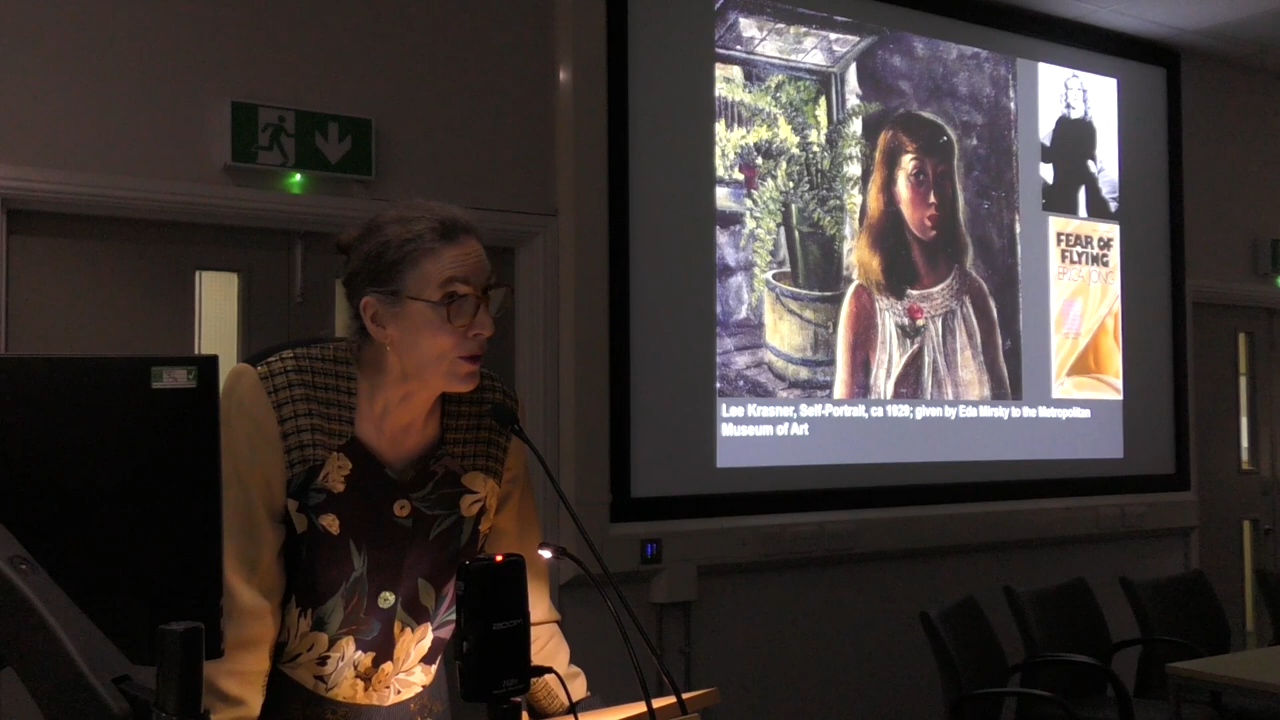 FEAR OF
FLYING
ERICA JONG
Lee Krasner, Self-Portrait, ca 1929; given by Eda Mirsky to the Metropolitan
Museum of Art
zoom